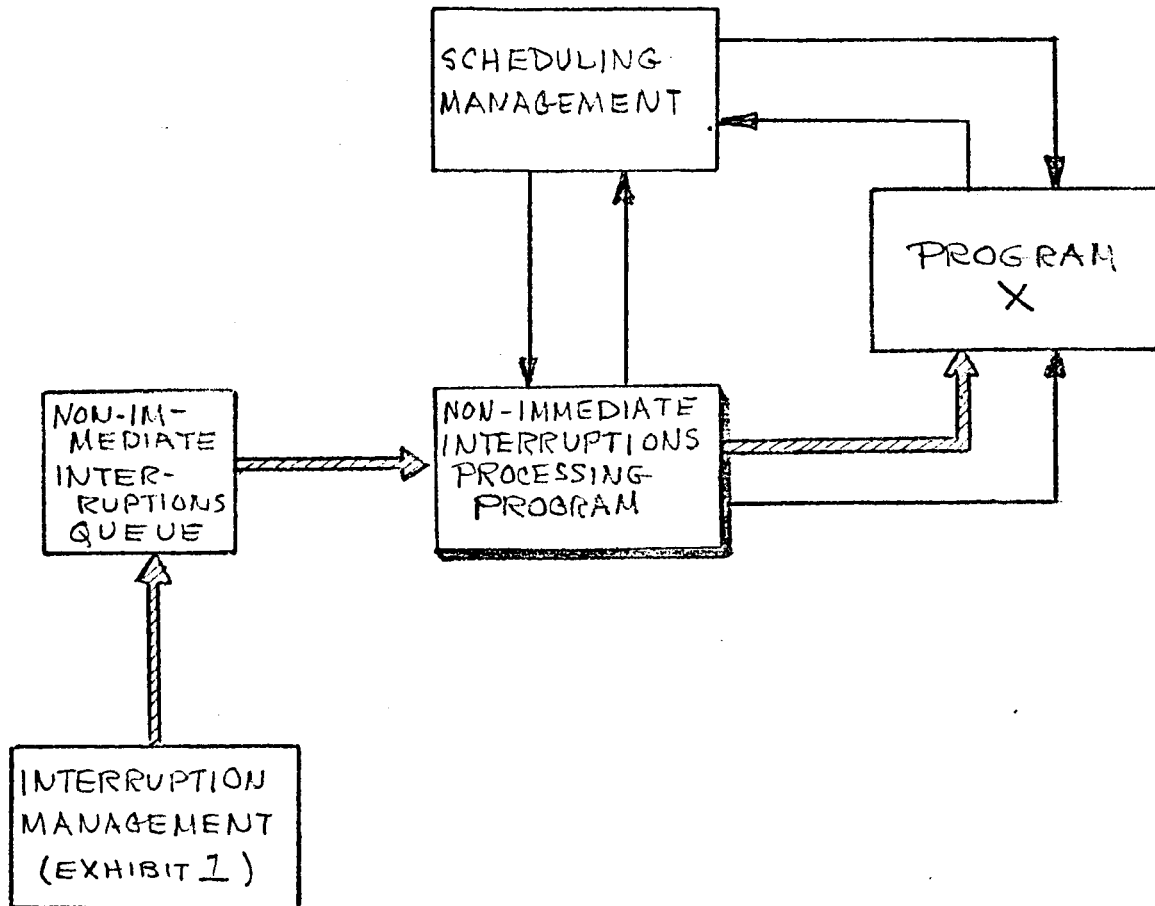 SCHEDULING
MANAGEMENT
PROGRAM
X
NON-IM-
MEDIATE
INTER-
RUPTIONS
QUEUE
NON-IMMEDIATE
INTERRUPTIONS
PROCESSING
PROGRAM
INTERRUPTION
MANAGEMENT
(EXHIBIT 1)